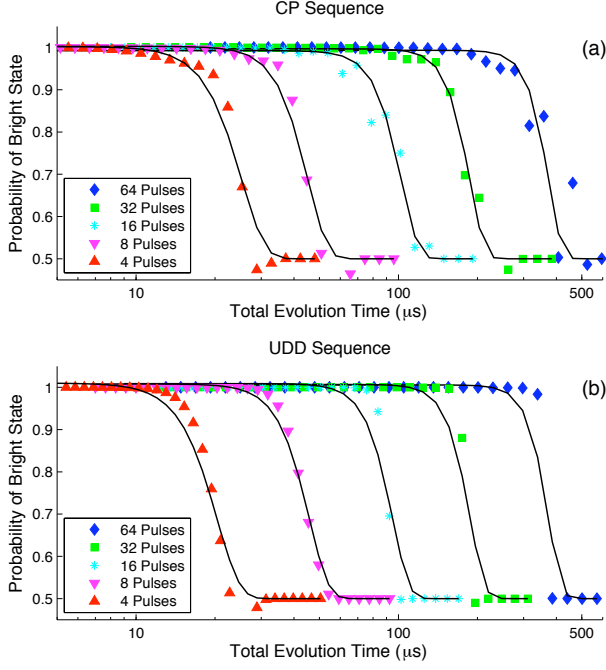 CP Sequence
(a)
Probability of Bright State
1
0.9
0.8
0.7
0.6
0.5
64 Pulses
32 Pulses
16 Pulses
8 Pulses
4 Pulses
10 100 500
Total Evolution Time (μs)
UDD Sequence
(b)
Probability of Bright State
1
0.9
0.8
0.7
0.6
0.5
64 Pulses
32 Pulses
16 Pulses
8 Pulses
4 Pulses
10 100 500
Total Evolution Time (μs)